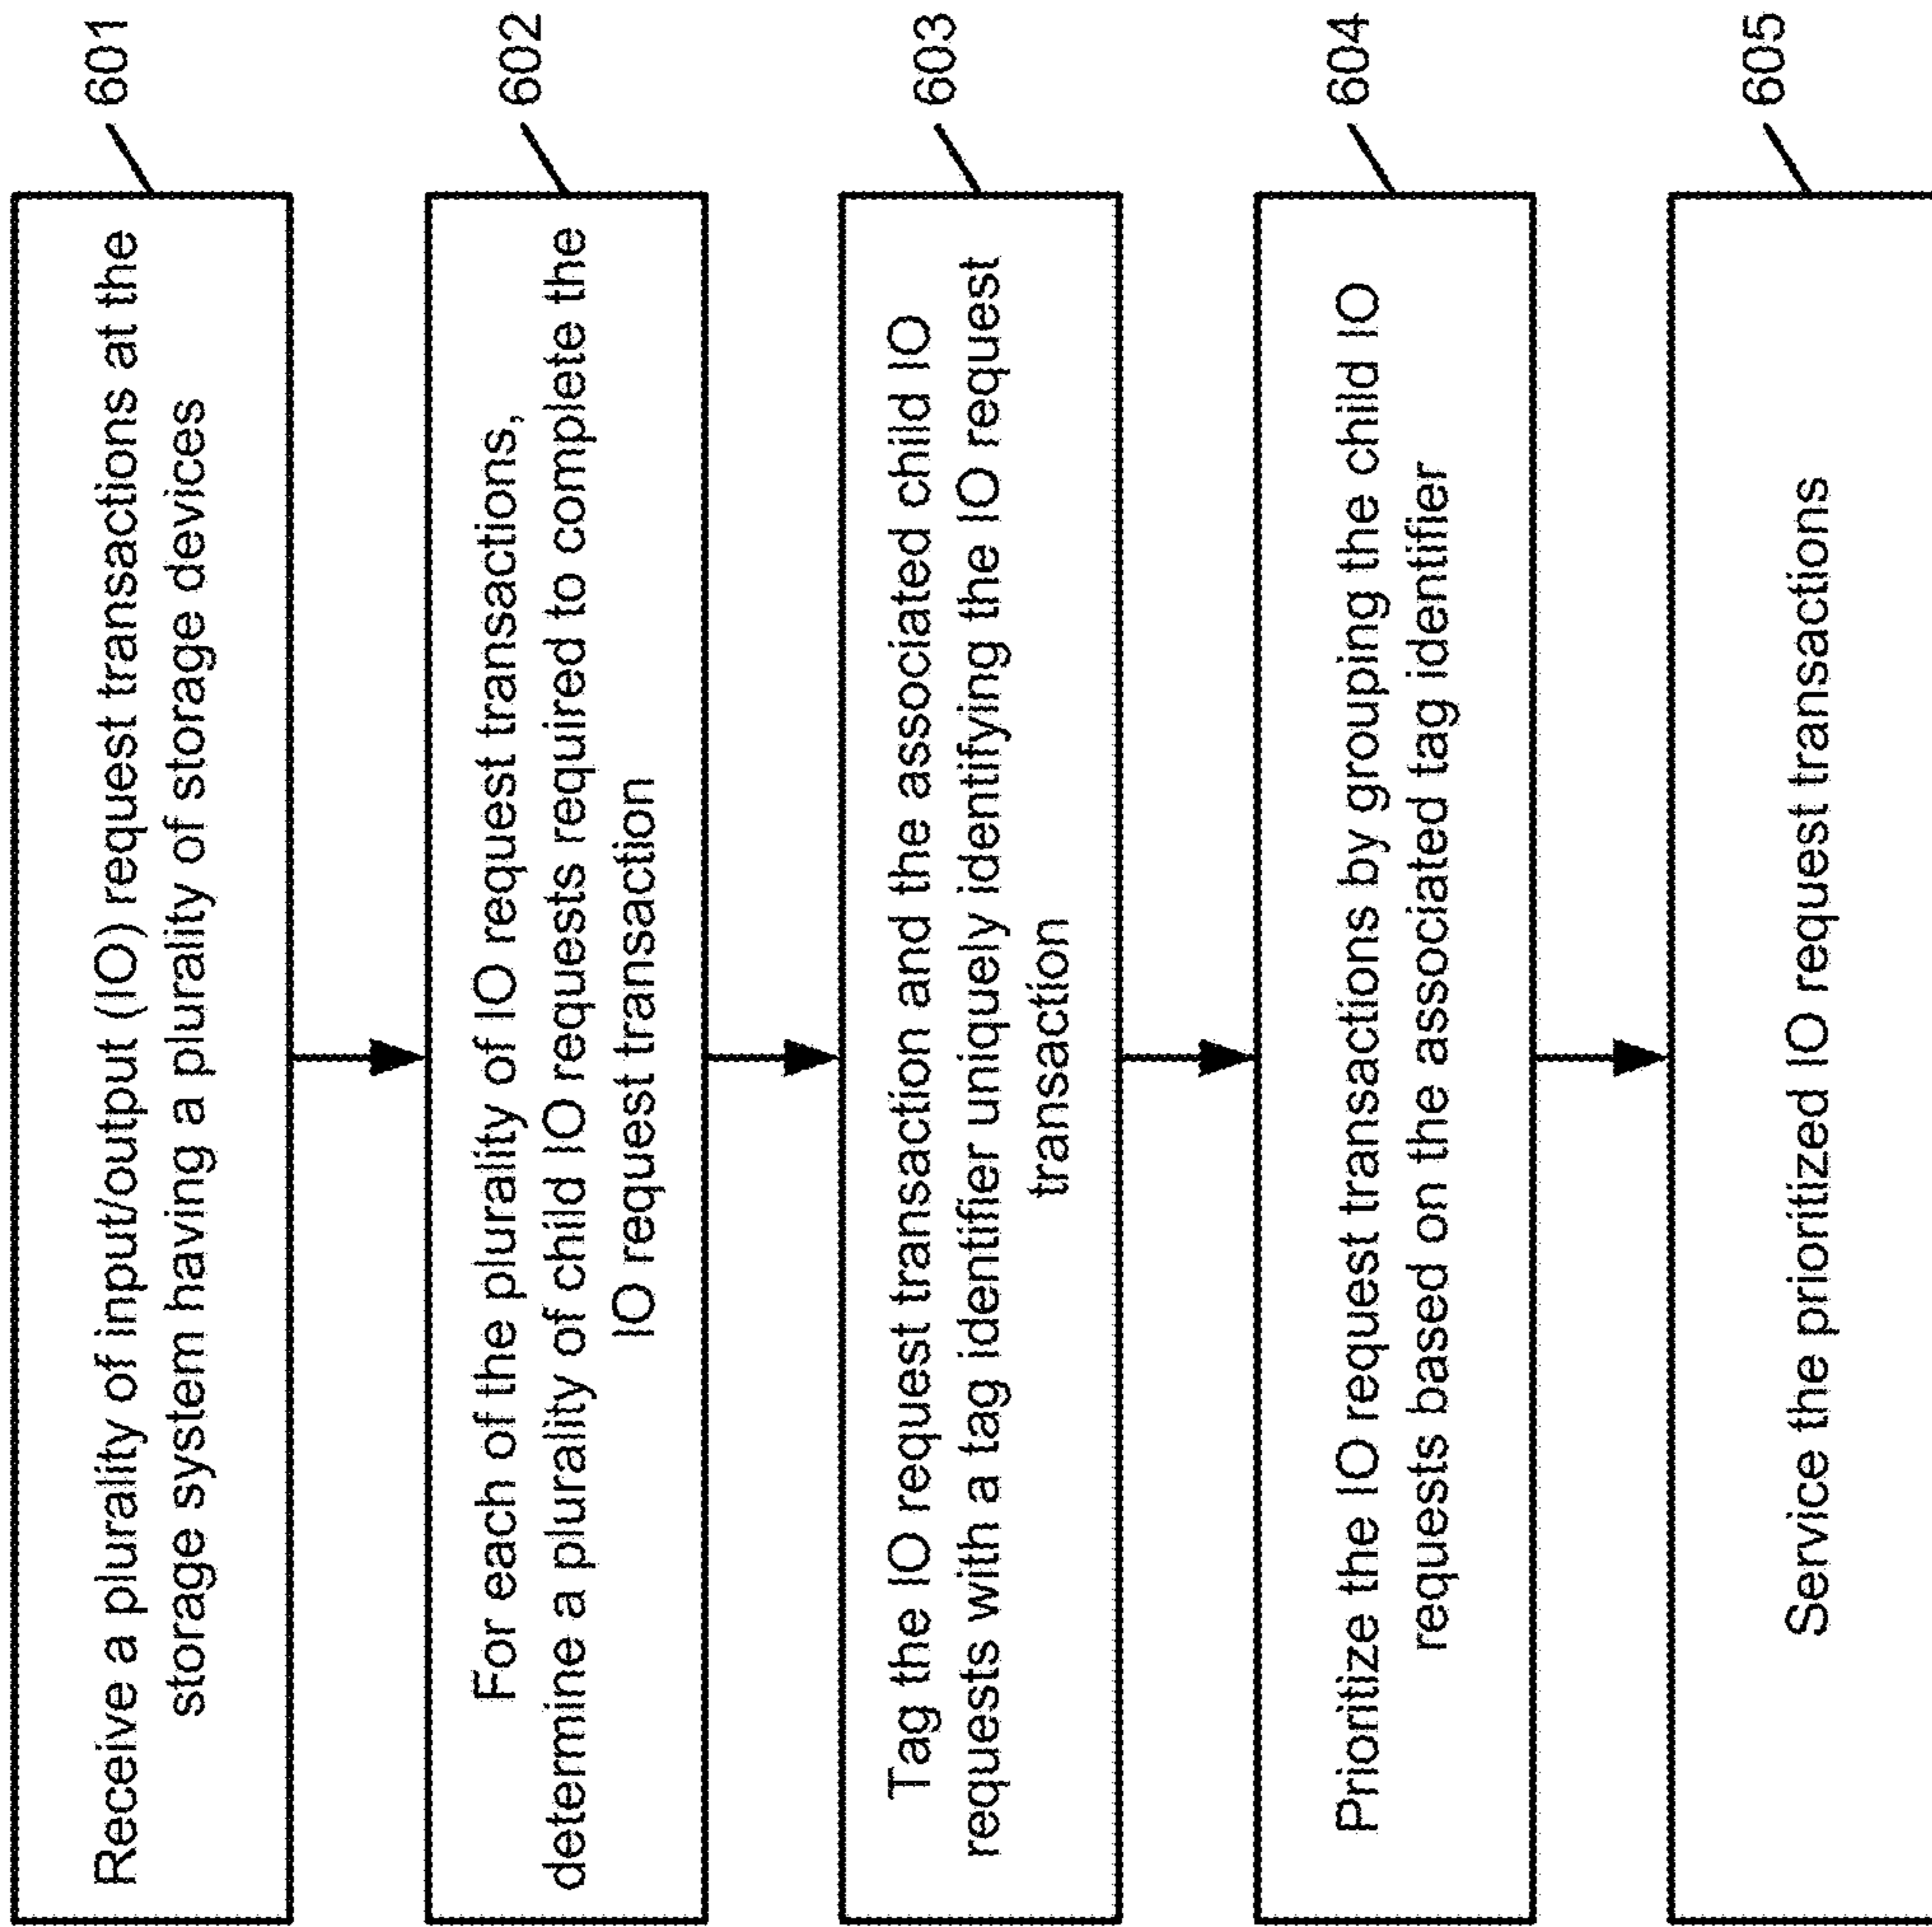 601
Receive a plurality of input/output (IO) request transactions at the
storage system having a plurality of storage devices
602
For each of the plurality of IO request transactions,
determine a plurality of child IO requests required to complete the
IO request transaction
603
Tag the IO request transaction and the associated child IO
requests with a tag identifier uniquely identifying the IO request
transaction
604
Prioritize the IO request transactions by grouping the child IO
requests based on the associated tag identifier
605
Service the prioritized IO request transactions